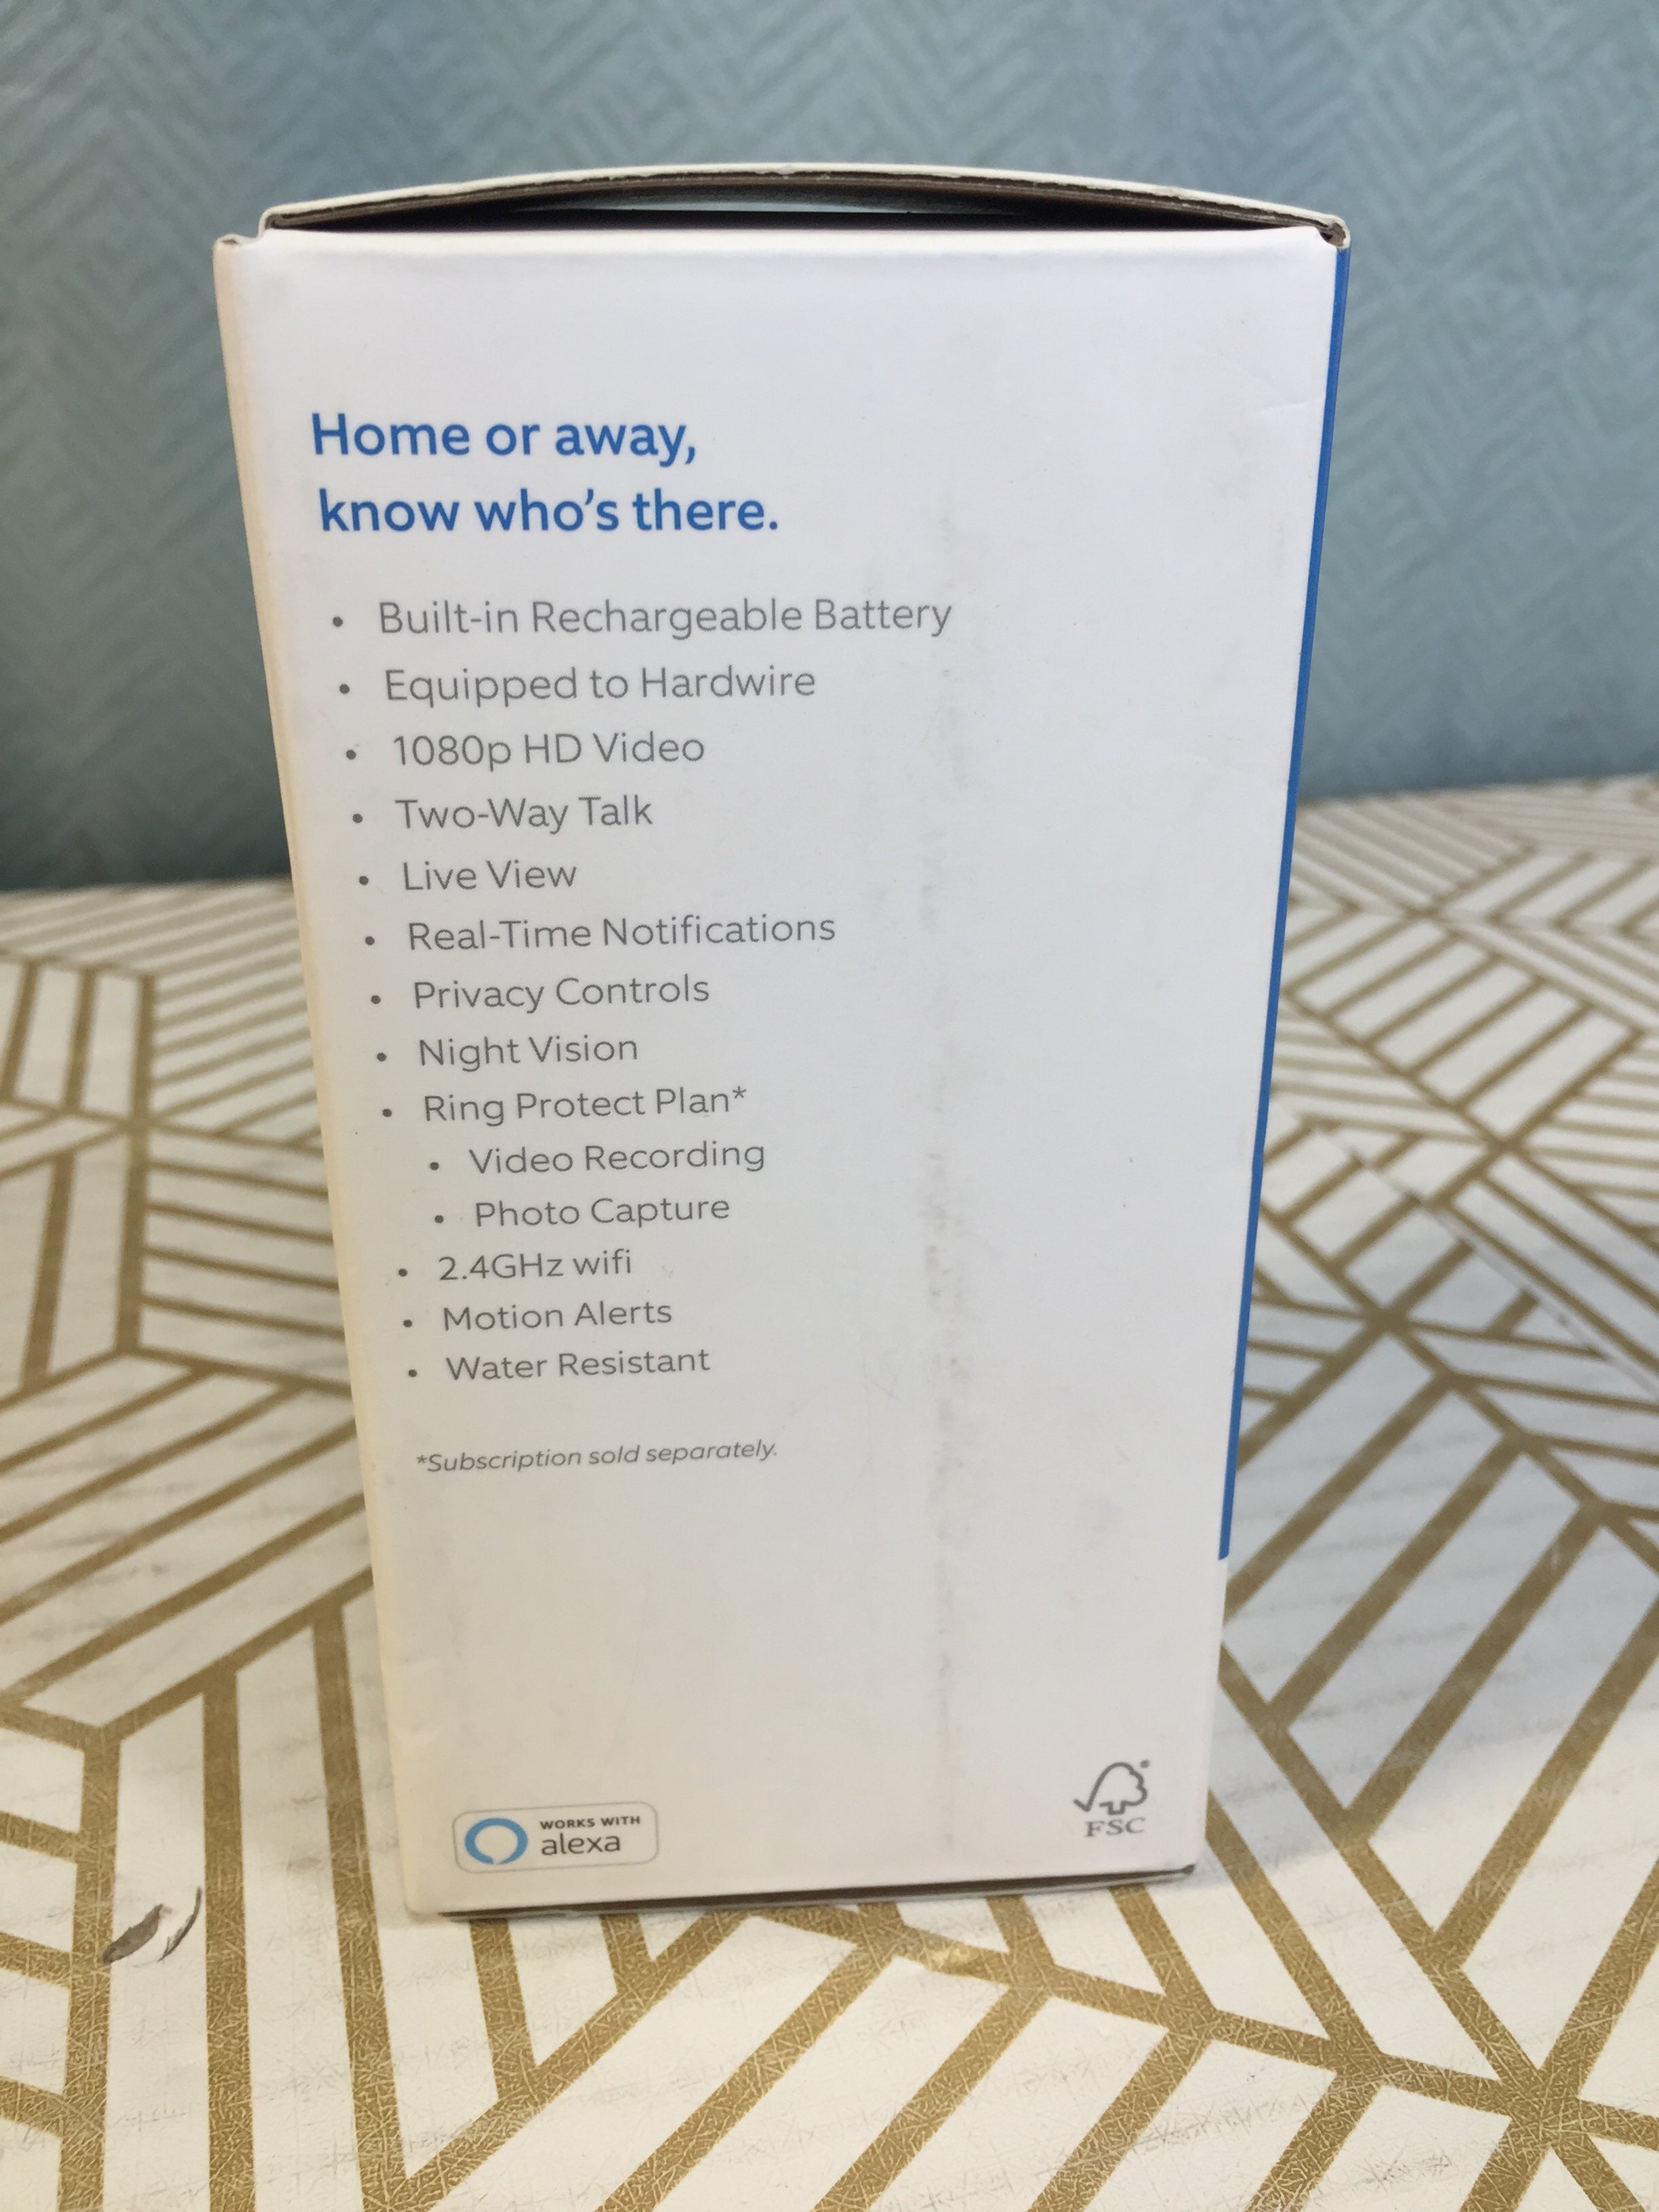 Home or away,
know who's there.
• Built-in Rechargeable Battery
• Equipped to Hardwire
• 1080p HD Video
• Two-Way Talk
• Live View
• Real-Time Notifications
• Privacy Controls
• Night Vision
• Ring Protect Plan*
• Video Recording
• Photo Capture
• 2.4GHz wifi
• Motion Alerts
• Water Resistant
*Subscription sold separately.
WORKS WITH
alexa
FSC